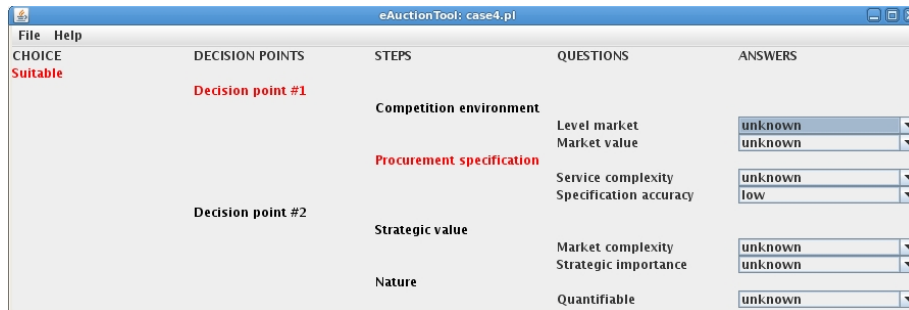 eAuctionTool: case4.pl
File Help
CHOICE DECISION POINTS STEPS QUESTIONS ANSWERS
Suitable
Decision point #1
Competition environment
Level market unknown
Market value unknown
Procurement specification
Service complexity unknown
Specification accuracy low
Decision point #2
Strategic value
Market complexity unknown
Strategic importance unknown
Nature
Quantifiable unknown